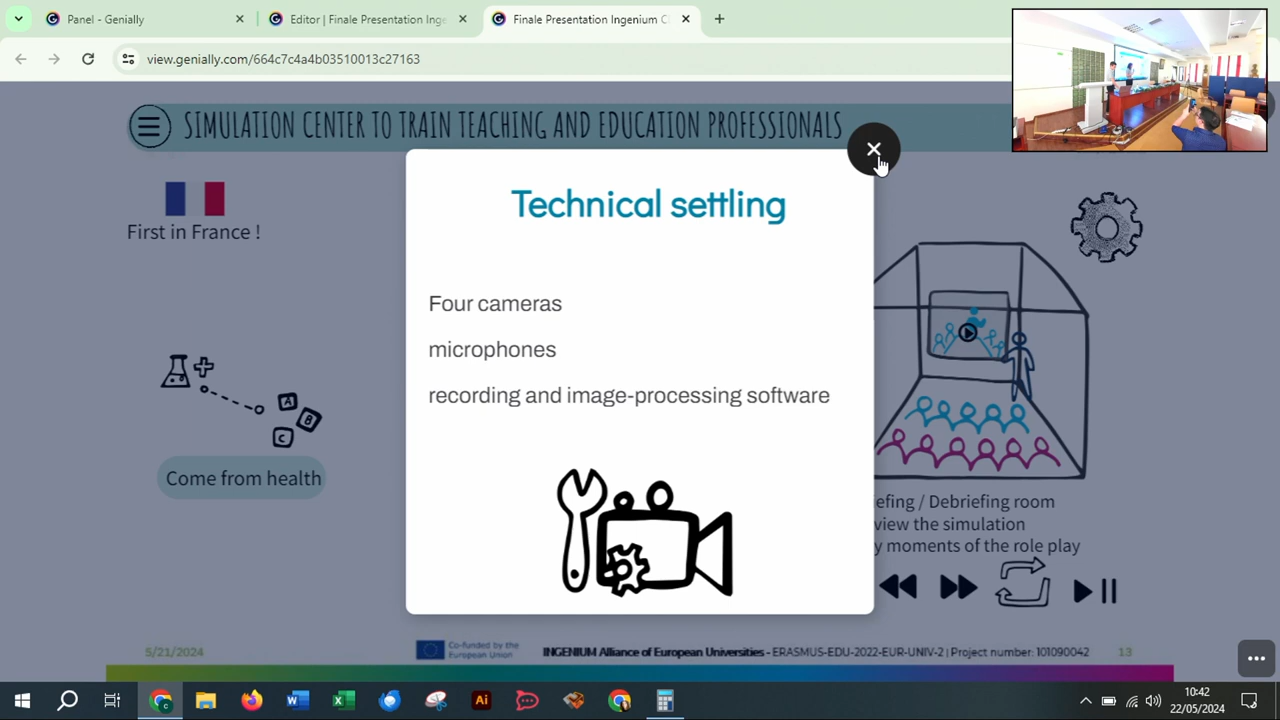 Panel - Genially
Editor | Finale Presentation Inge
Finale Presentation Ingenium C
view.genially.com/664c7c4a4b03510013c27163
SIMULATION CENTER TO TRAIN TEACHING AND EDUCATION PROFESSIONALS
First in France !
Technical settling
Four cameras
microphones
recording and image-processing software
A
B
C
Come from health
efing / Debriefing room
view the simulation
y moments of the role play
5/21/2024
Co-funded by the
European Union
INGENIUM Alliance of European Universities - ERASMUS-EDU-2022-EUR-UNIV-2 | Project number: 101090042
13
Ai
10:42
22/05/2024